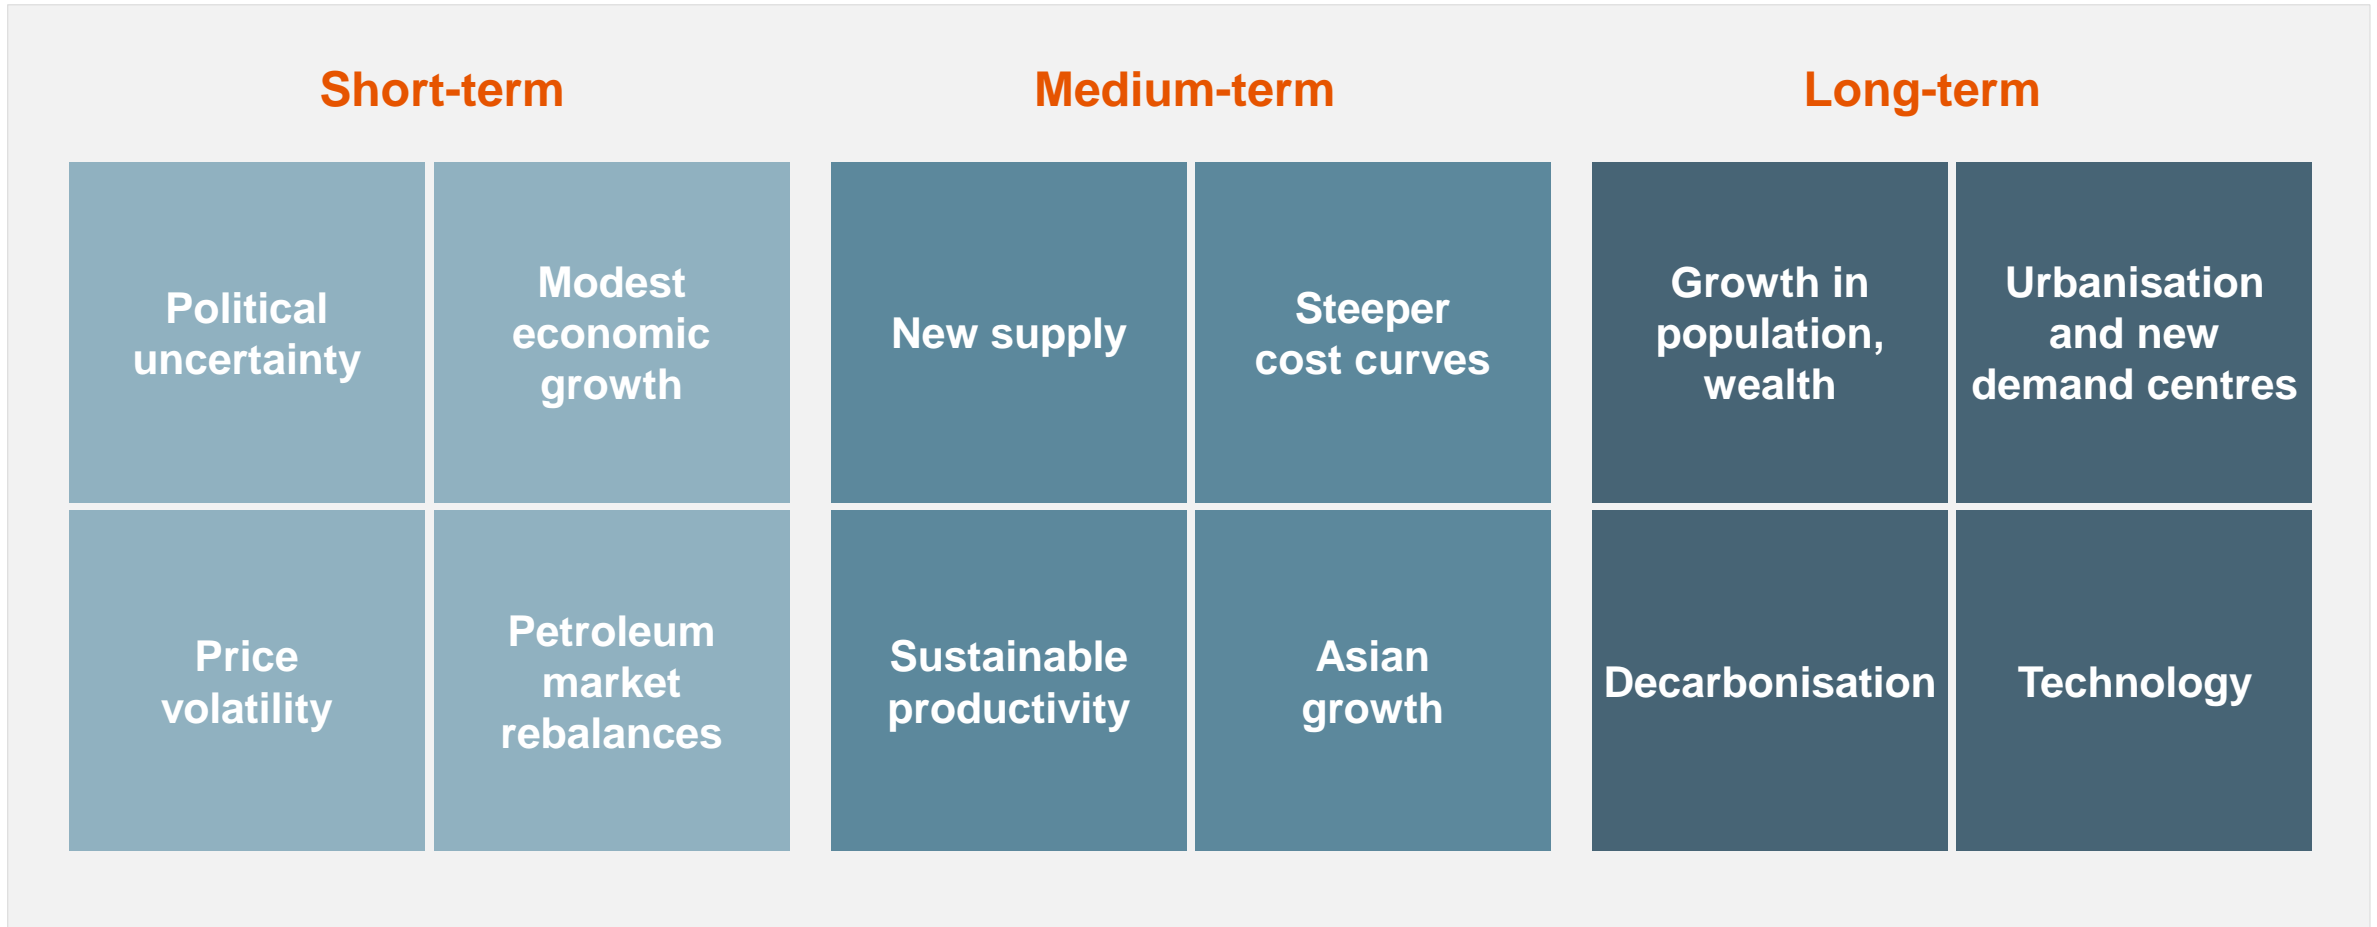 Short-term
Political
uncertainty
Modest
economic
growth
Price
volatility
Petroleum
market
rebalances
Medium-term
New supply
Steeper
cost curves
Sustainable
productivity
Asian
growth
Long-term
Growth in
population,
wealth
Urbanisation
and new
demand centres
Decarbonisation
Technology